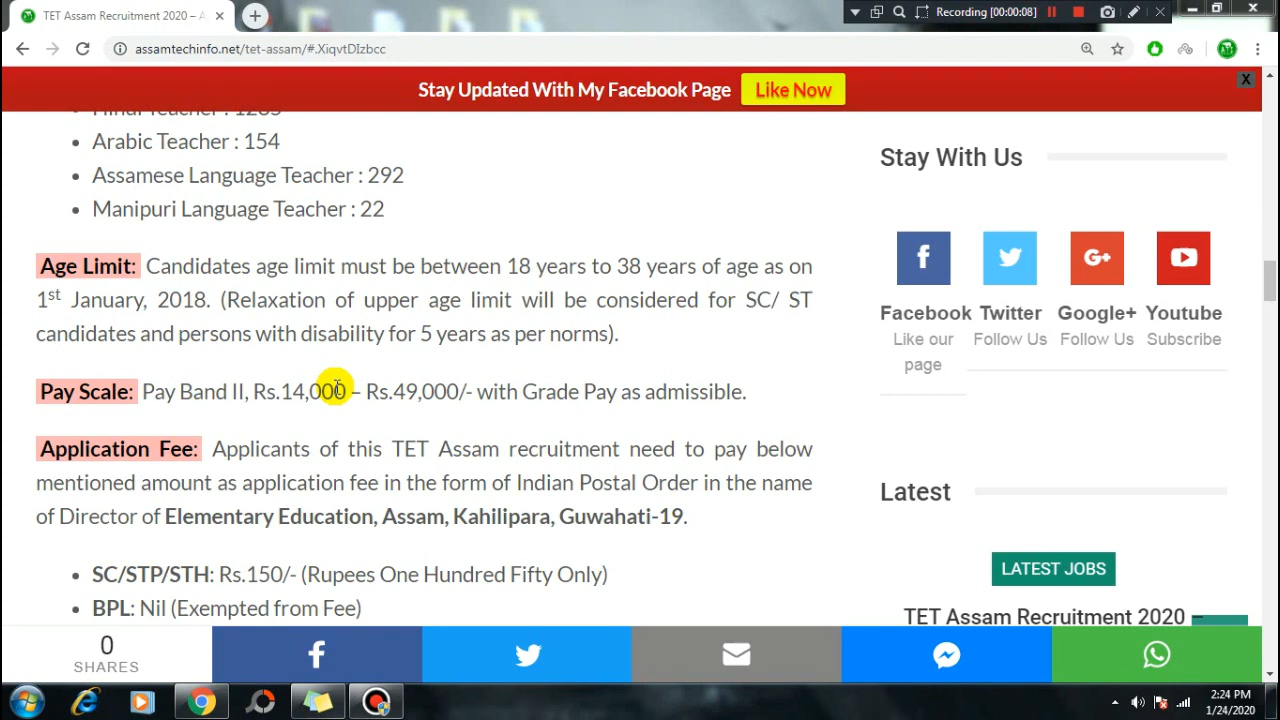 TET Assam Recruitment 2020 – A
Recording [00:00:08]
assamtechinfo.net/tet-assam/#.XiqvtDIzbcc
Stay Updated With My Facebook Page Like Now
X
Arabic Teacher : 154
Assamese Language Teacher : 292
Manipuri Language Teacher : 22
Age Limit: Candidates age limit must be between 18 years to 38 years of age as on
1st January, 2018. (Relaxation of upper age limit will be considered for SC/ ST
candidates and persons with disability for 5 years as per norms).
Pay Scale: Pay Band II, Rs.14,000 – Rs.49,000/- with Grade Pay as admissible.
Application Fee: Applicants of this TET Assam recruitment need to pay below
mentioned amount as application fee in the form of Indian Postal Order in the name
of Director of Elementary Education, Assam, Kahilipara, Guwahati-19.
SC/STP/STH: Rs.150/- (Rupees One Hundred Fifty Only)
BPL: Nil (Exempted from Fee)
Stay With Us
Facebook Twitter Google+ Youtube
Like our Follow Us Follow Us Subscribe
page
Latest
LATEST JOBS
TET Assam Recruitment 2020 –
0
SHARES
2:24 PM
1/24/2020